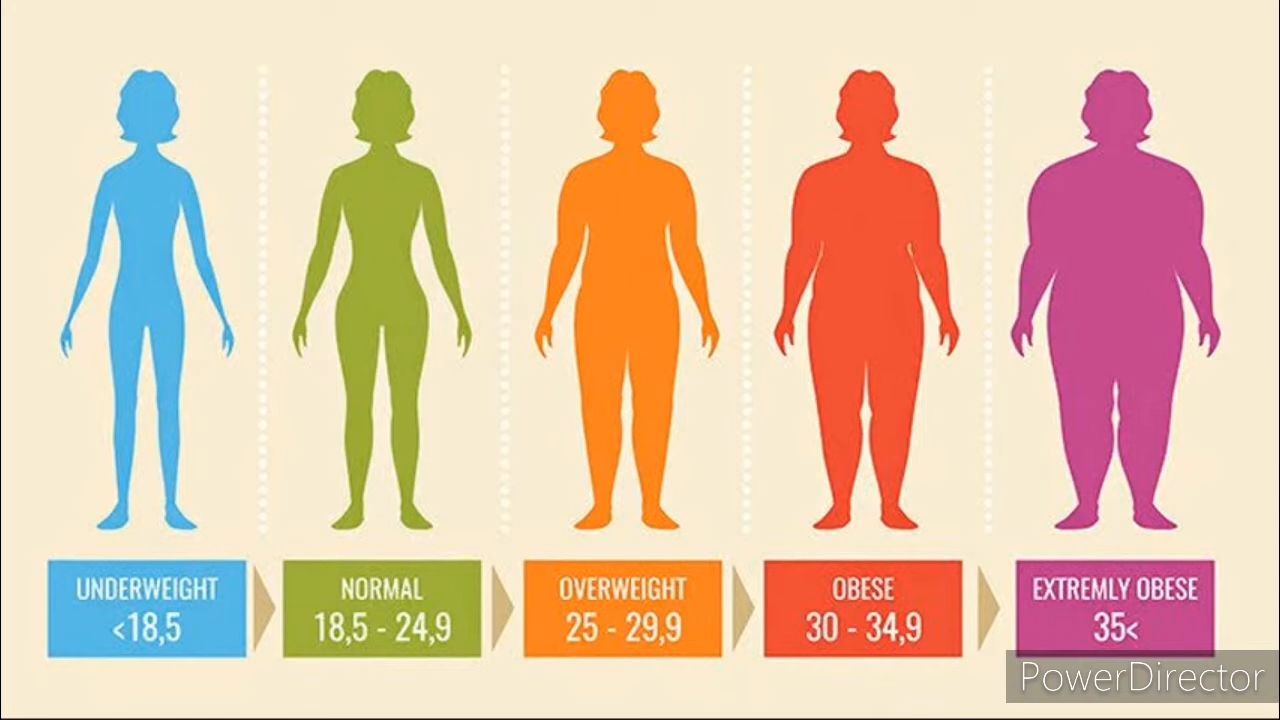 UNDERWEIGHT
<18,5
NORMAL
18,5 - 24,9
OVERWEIGHT
25 - 29,9
OBESE
30 - 34,9
EXTREMLY OBESE
35<
PowerDirector